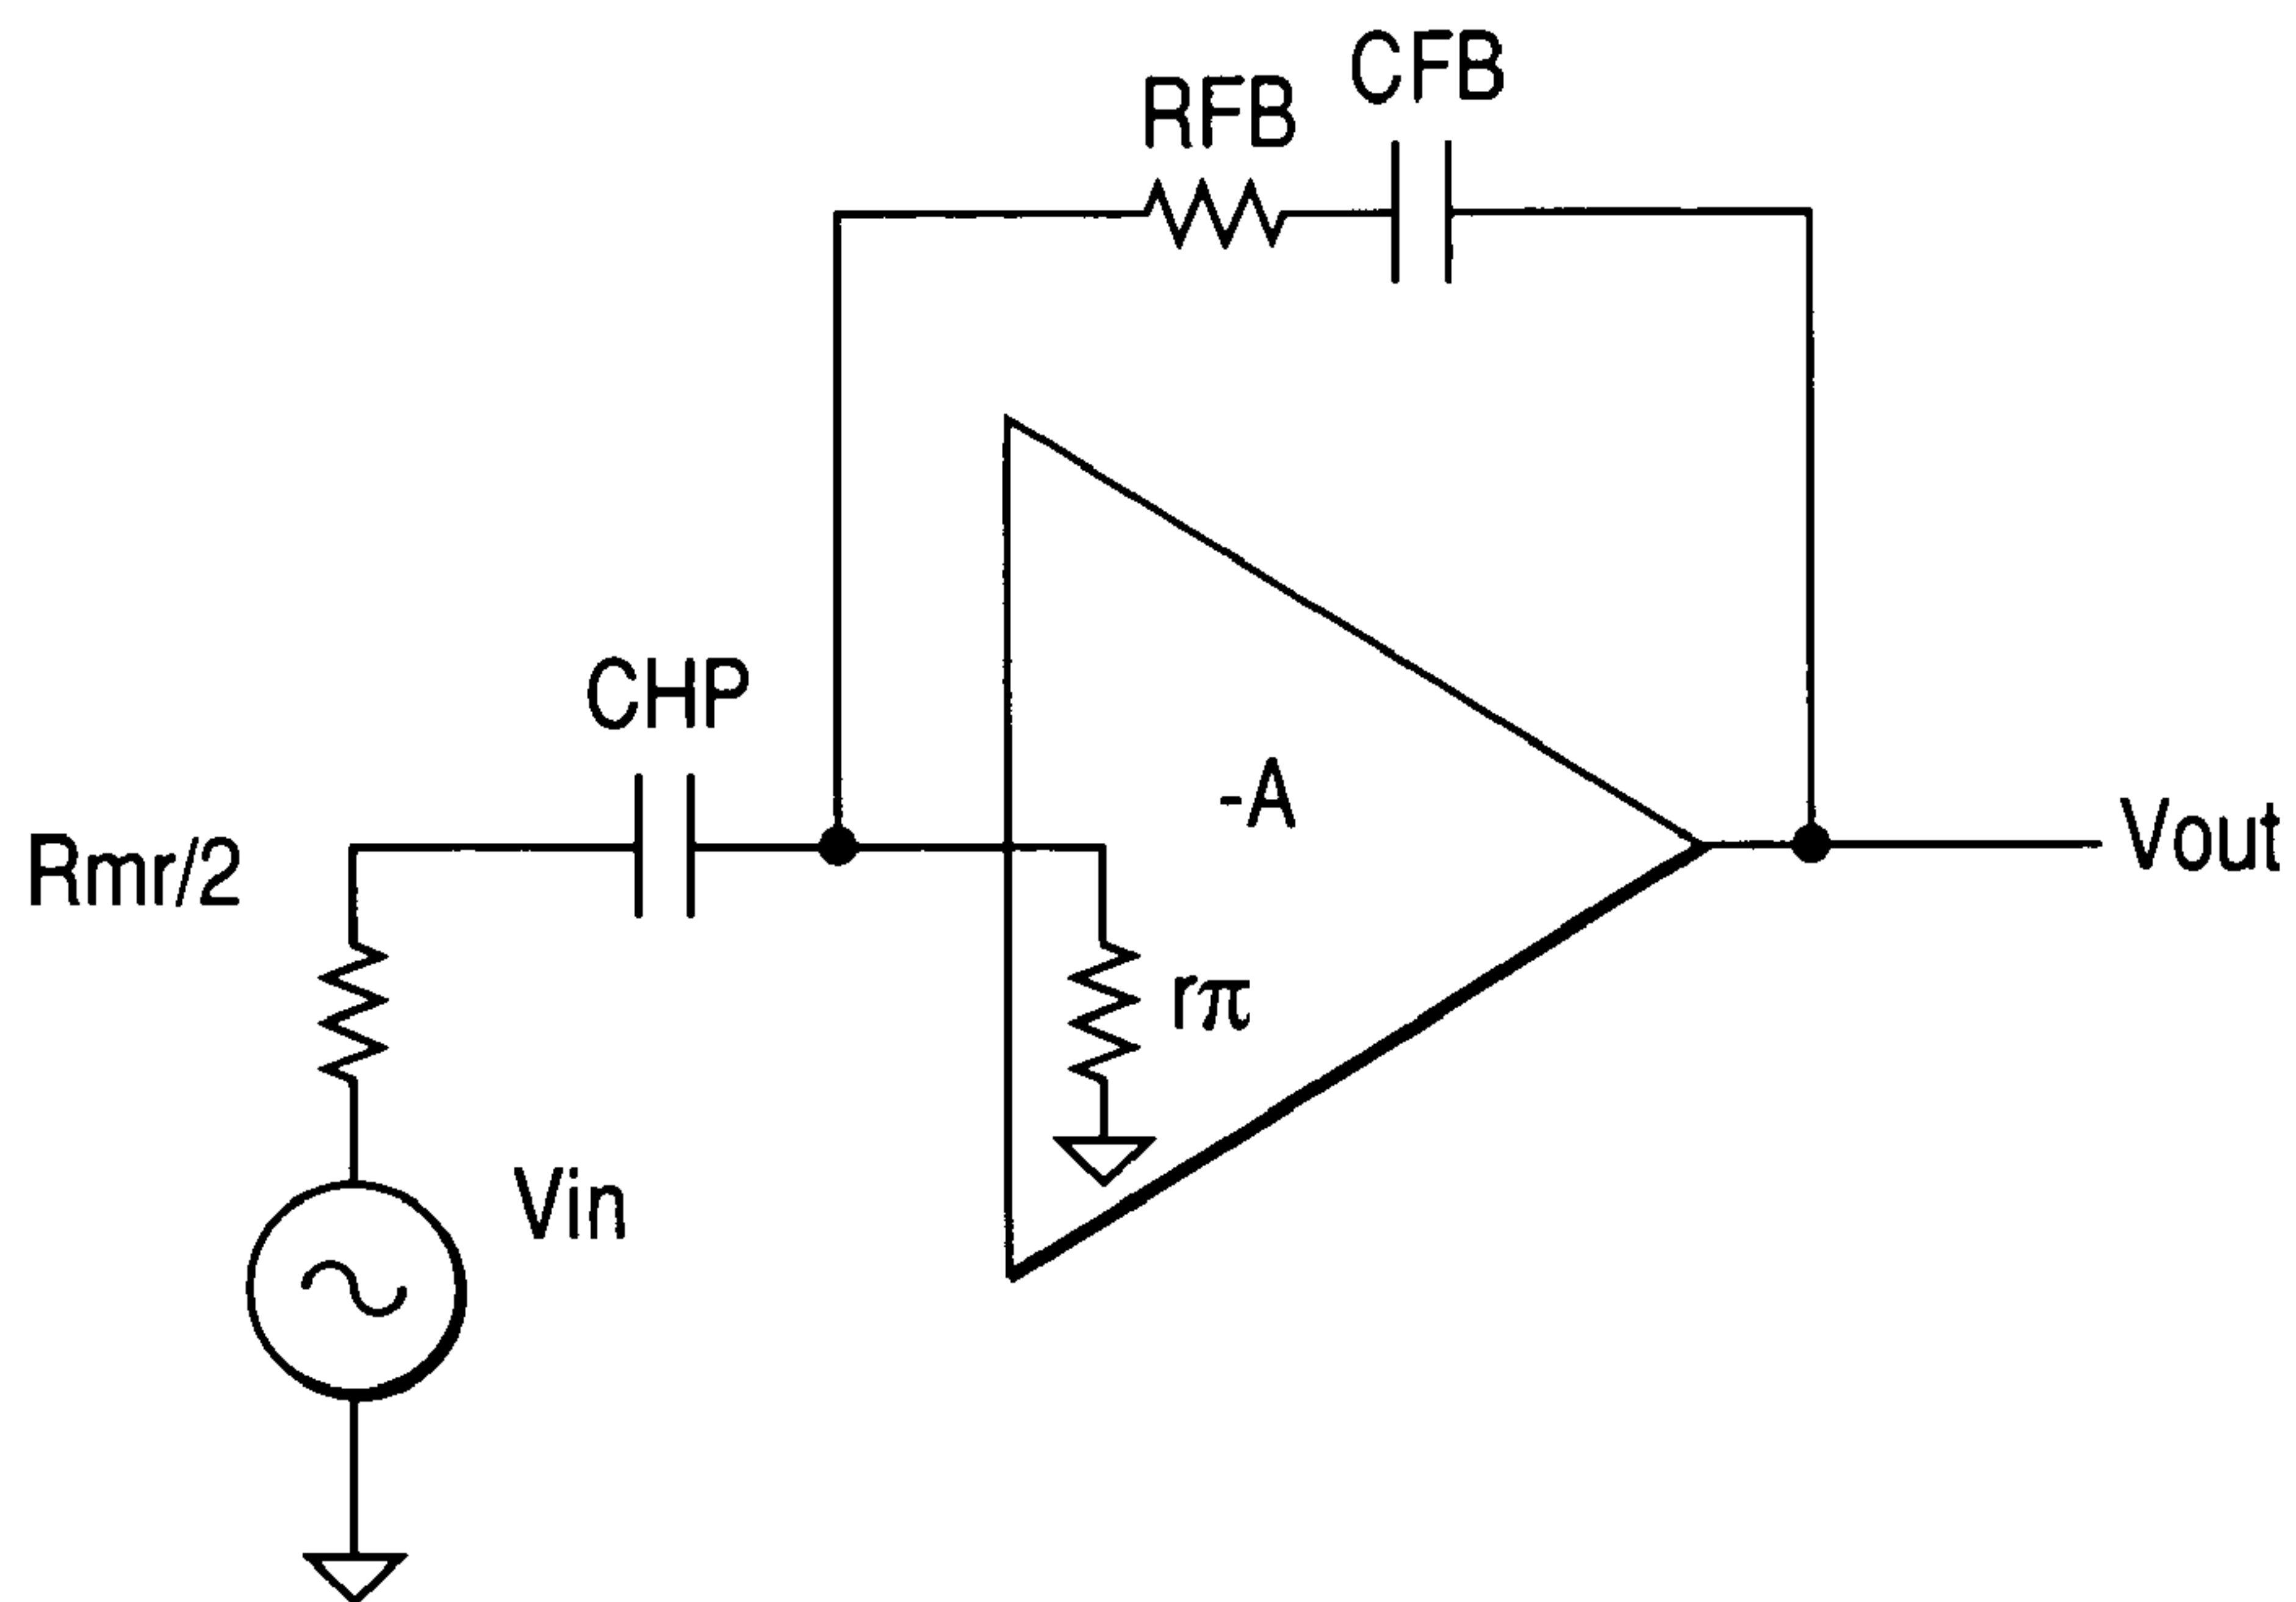 CFB
RFB
CHP
-A
Rmr/2
Vout
rπ
Vin